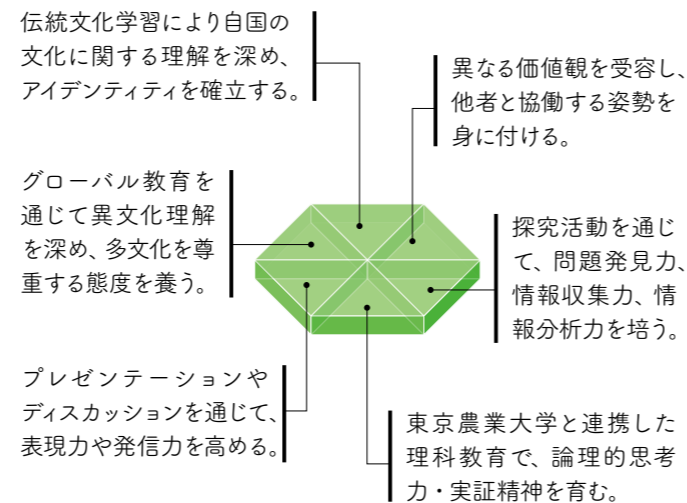 伝統文化学習により自国の
文化に関する理解を深め、
アイデンティティを確立する。
異なる価値観を受容し、
他者と協働する姿勢を
身に付ける。
グローバル教育を
通じて異文化理解
を深め、多文化を尊
重する態度を養う。
探究活動を通じ
て、問題発見力、
情報収集力、情
報分析力を培う。
プレゼンテーションや
ディスカッションを通じて、
表現力や発信力を高める。
東京農業大学と連携した
理科教育で、論理的思考
力・実証精神を育む。